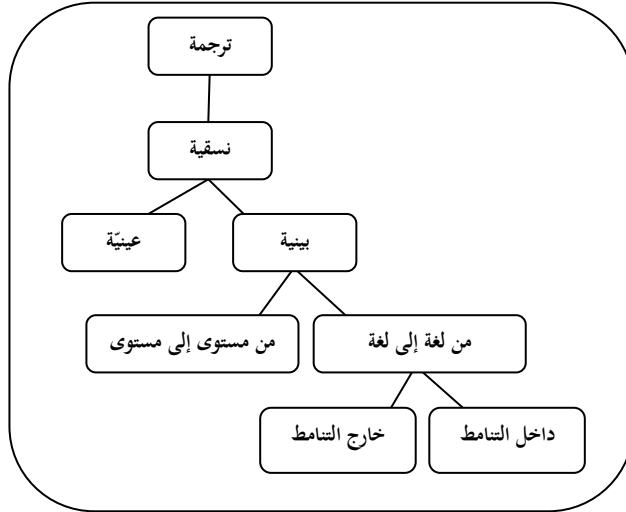 ترجمة
نسقية
بينية
عينيّة
من لغة إلى لغة
من مستوى إلى مستوى
داخل التنامط
خارج التنامط